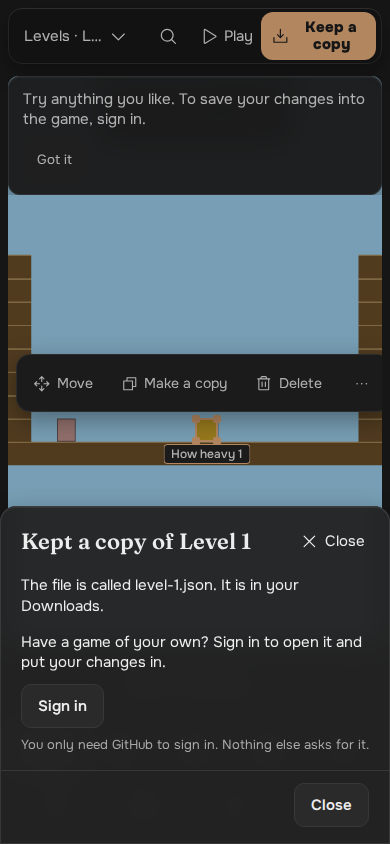 Levels · L...
Play
Keep a
copy
Try anything you like. To save your changes into
the game, sign in.
Got it
Move
Make a copy
Delete
...
How heavy 1
Kept a copy of Level 1
Close
The file is called level-1.json. It is in your
Downloads.
Have a game of your own? Sign in to open it and
put your changes in.
Sign in
You only need GitHub to sign in. Nothing else asks for it.
Close